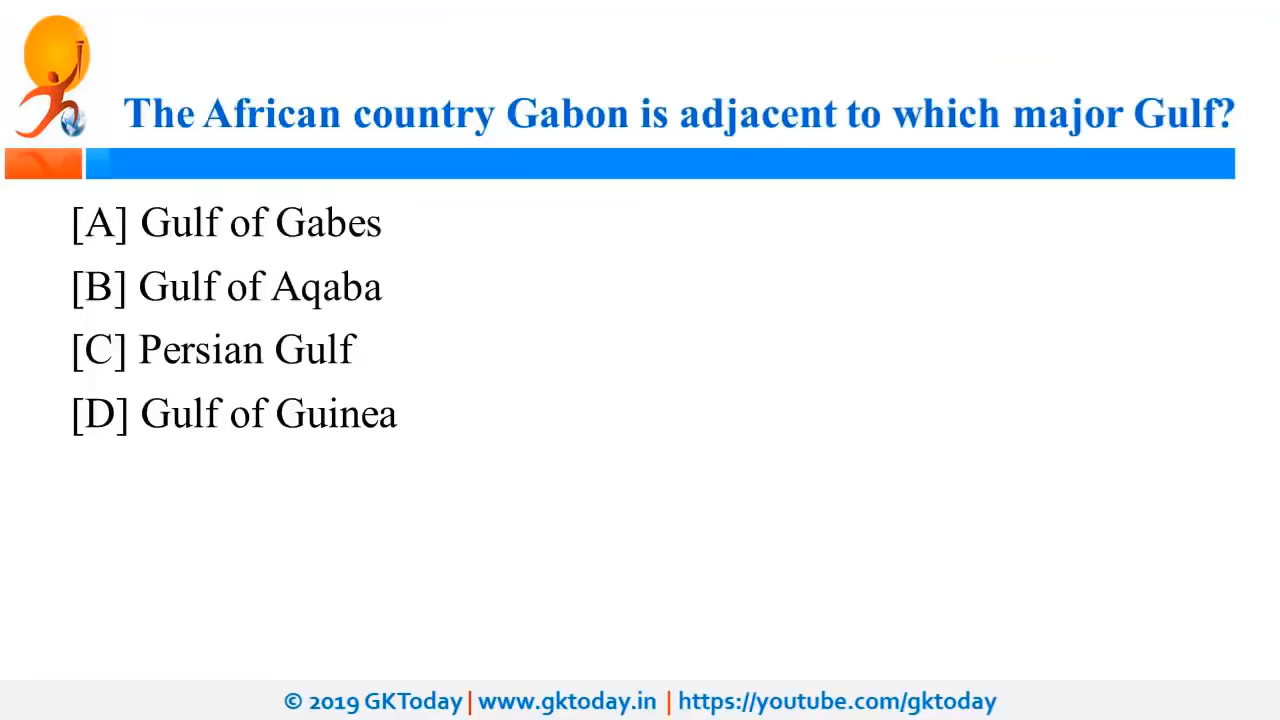 The African country Gabon is adjacent to which major Gulf?
[A] Gulf of Gabes
[B] Gulf of Aqaba
[C] Persian Gulf
[D] Gulf of Guinea
© 2019 GKToday | www.gktoday.in | https://youtube.com/gktoday